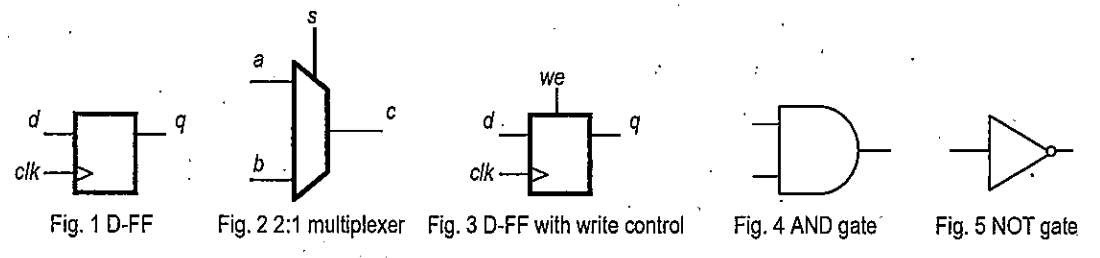 s
a
we
d
q
c
d
q
clk
b
clk
Fig. 1 D-FF
Fig. 2 2:1 multiplexer
Fig. 3 D-FF with write control
Fig. 4 AND gate
Fig. 5 NOT gate